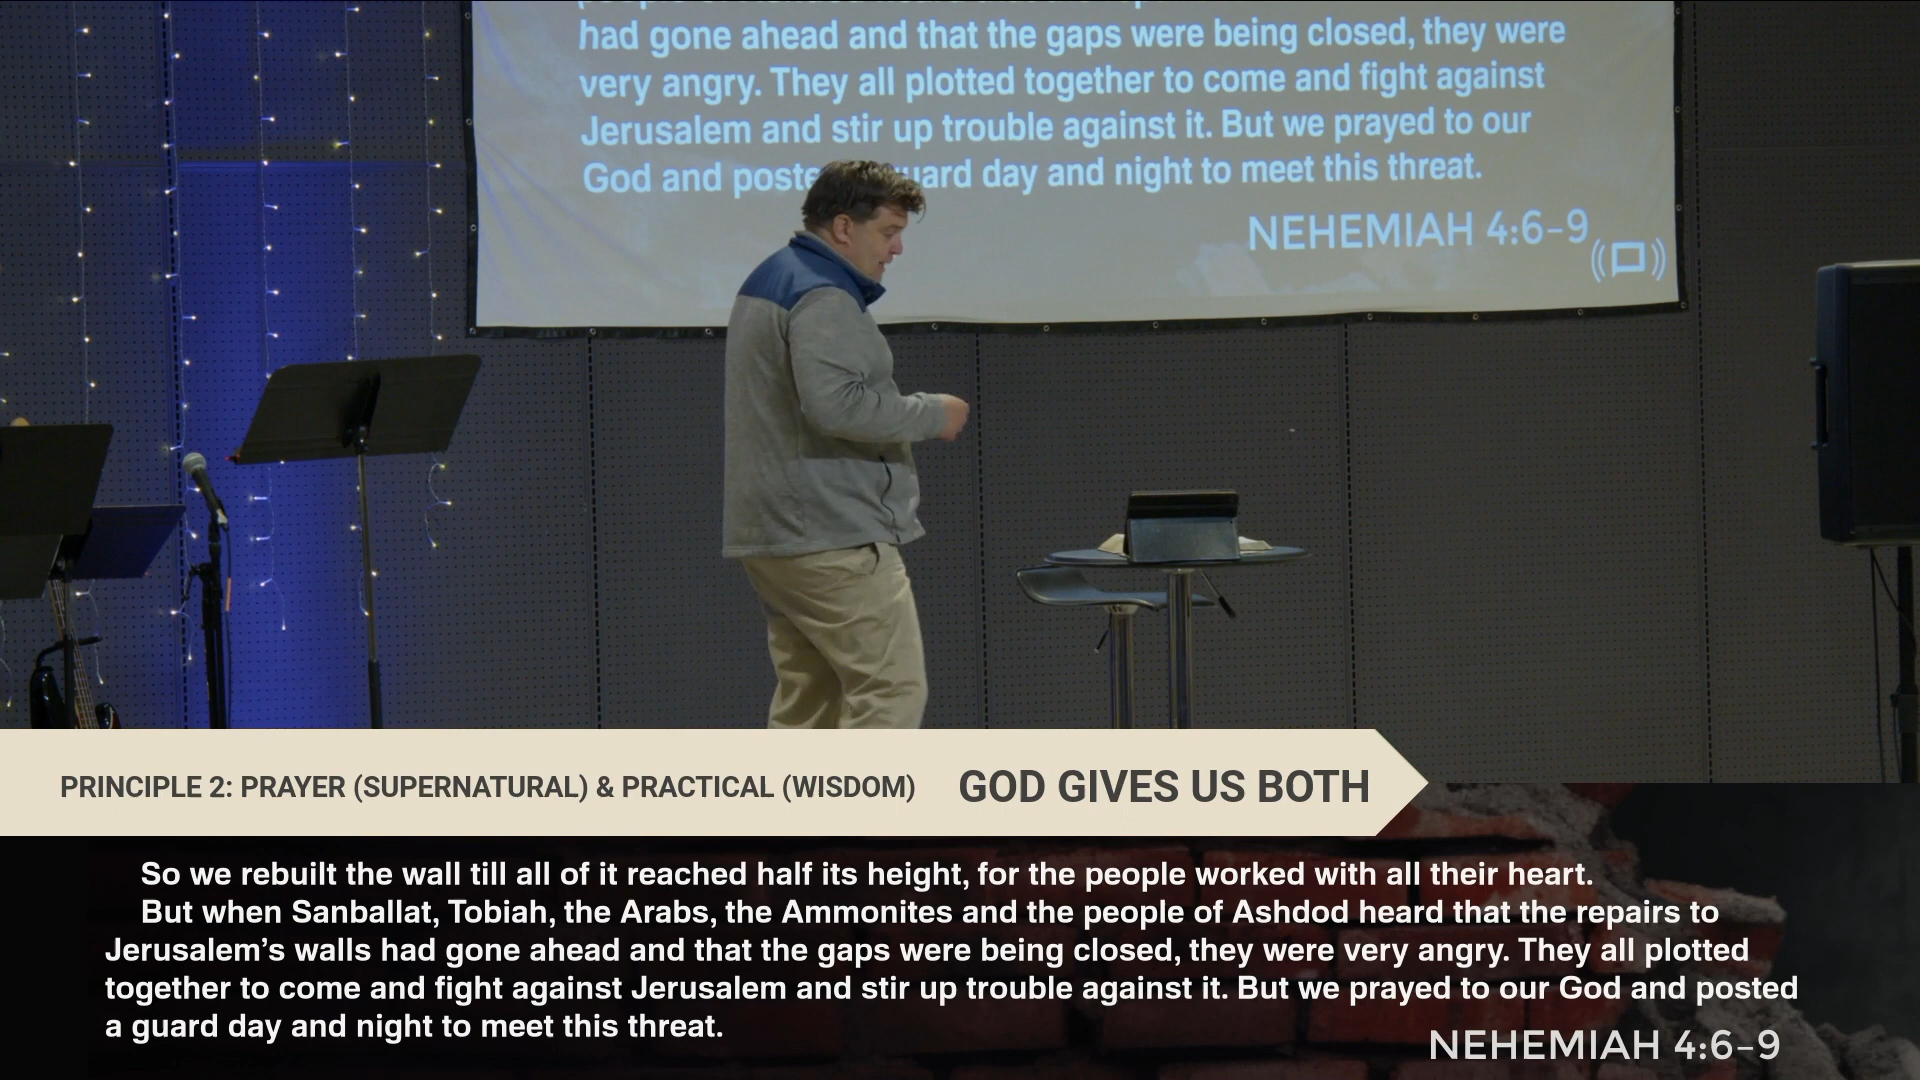 had gone ahead and that the gaps were being closed, they were
very angry. They all plotted together to come and fight against
Jerusalem and stir up trouble against it. But we prayed to our
God and day and night to meet this threat.
NEHEMIAH 4:6–9
PRINCIPLE 2: PRAYER (SUPERNATURAL) & PRACTICAL (WISDOM) GOD GIVES US BOTH
So we rebuilt the wall till all of it reached half its height, for the people worked with all their heart.
But when Sanballat, Tobiah, the Arabs, the Ammonites and the people of Ashdod heard that the repairs to
Jerusalem’s walls had gone ahead and that the gaps were being closed, they were very angry. They all plotted
together to come and fight against Jerusalem and stir up trouble against it. But we prayed to our God and posted
a guard day and night to meet this threat.
NEHEMIAH 4:6–9